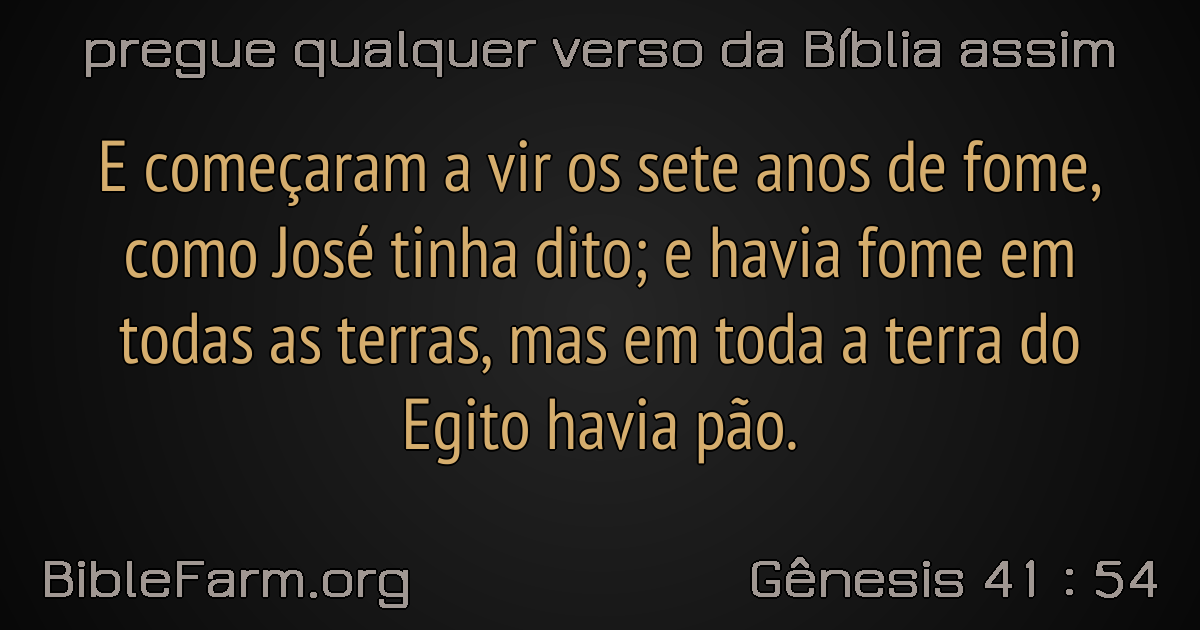 pregue qualquer verso da Bíblia assim
E começaram a vir os sete anos de fome,
como José tinha dito; e havia fome em
todas as terras, mas em toda a terra do
Egito havia pão.
BibleFarm.org
Gênesis 41 : 54